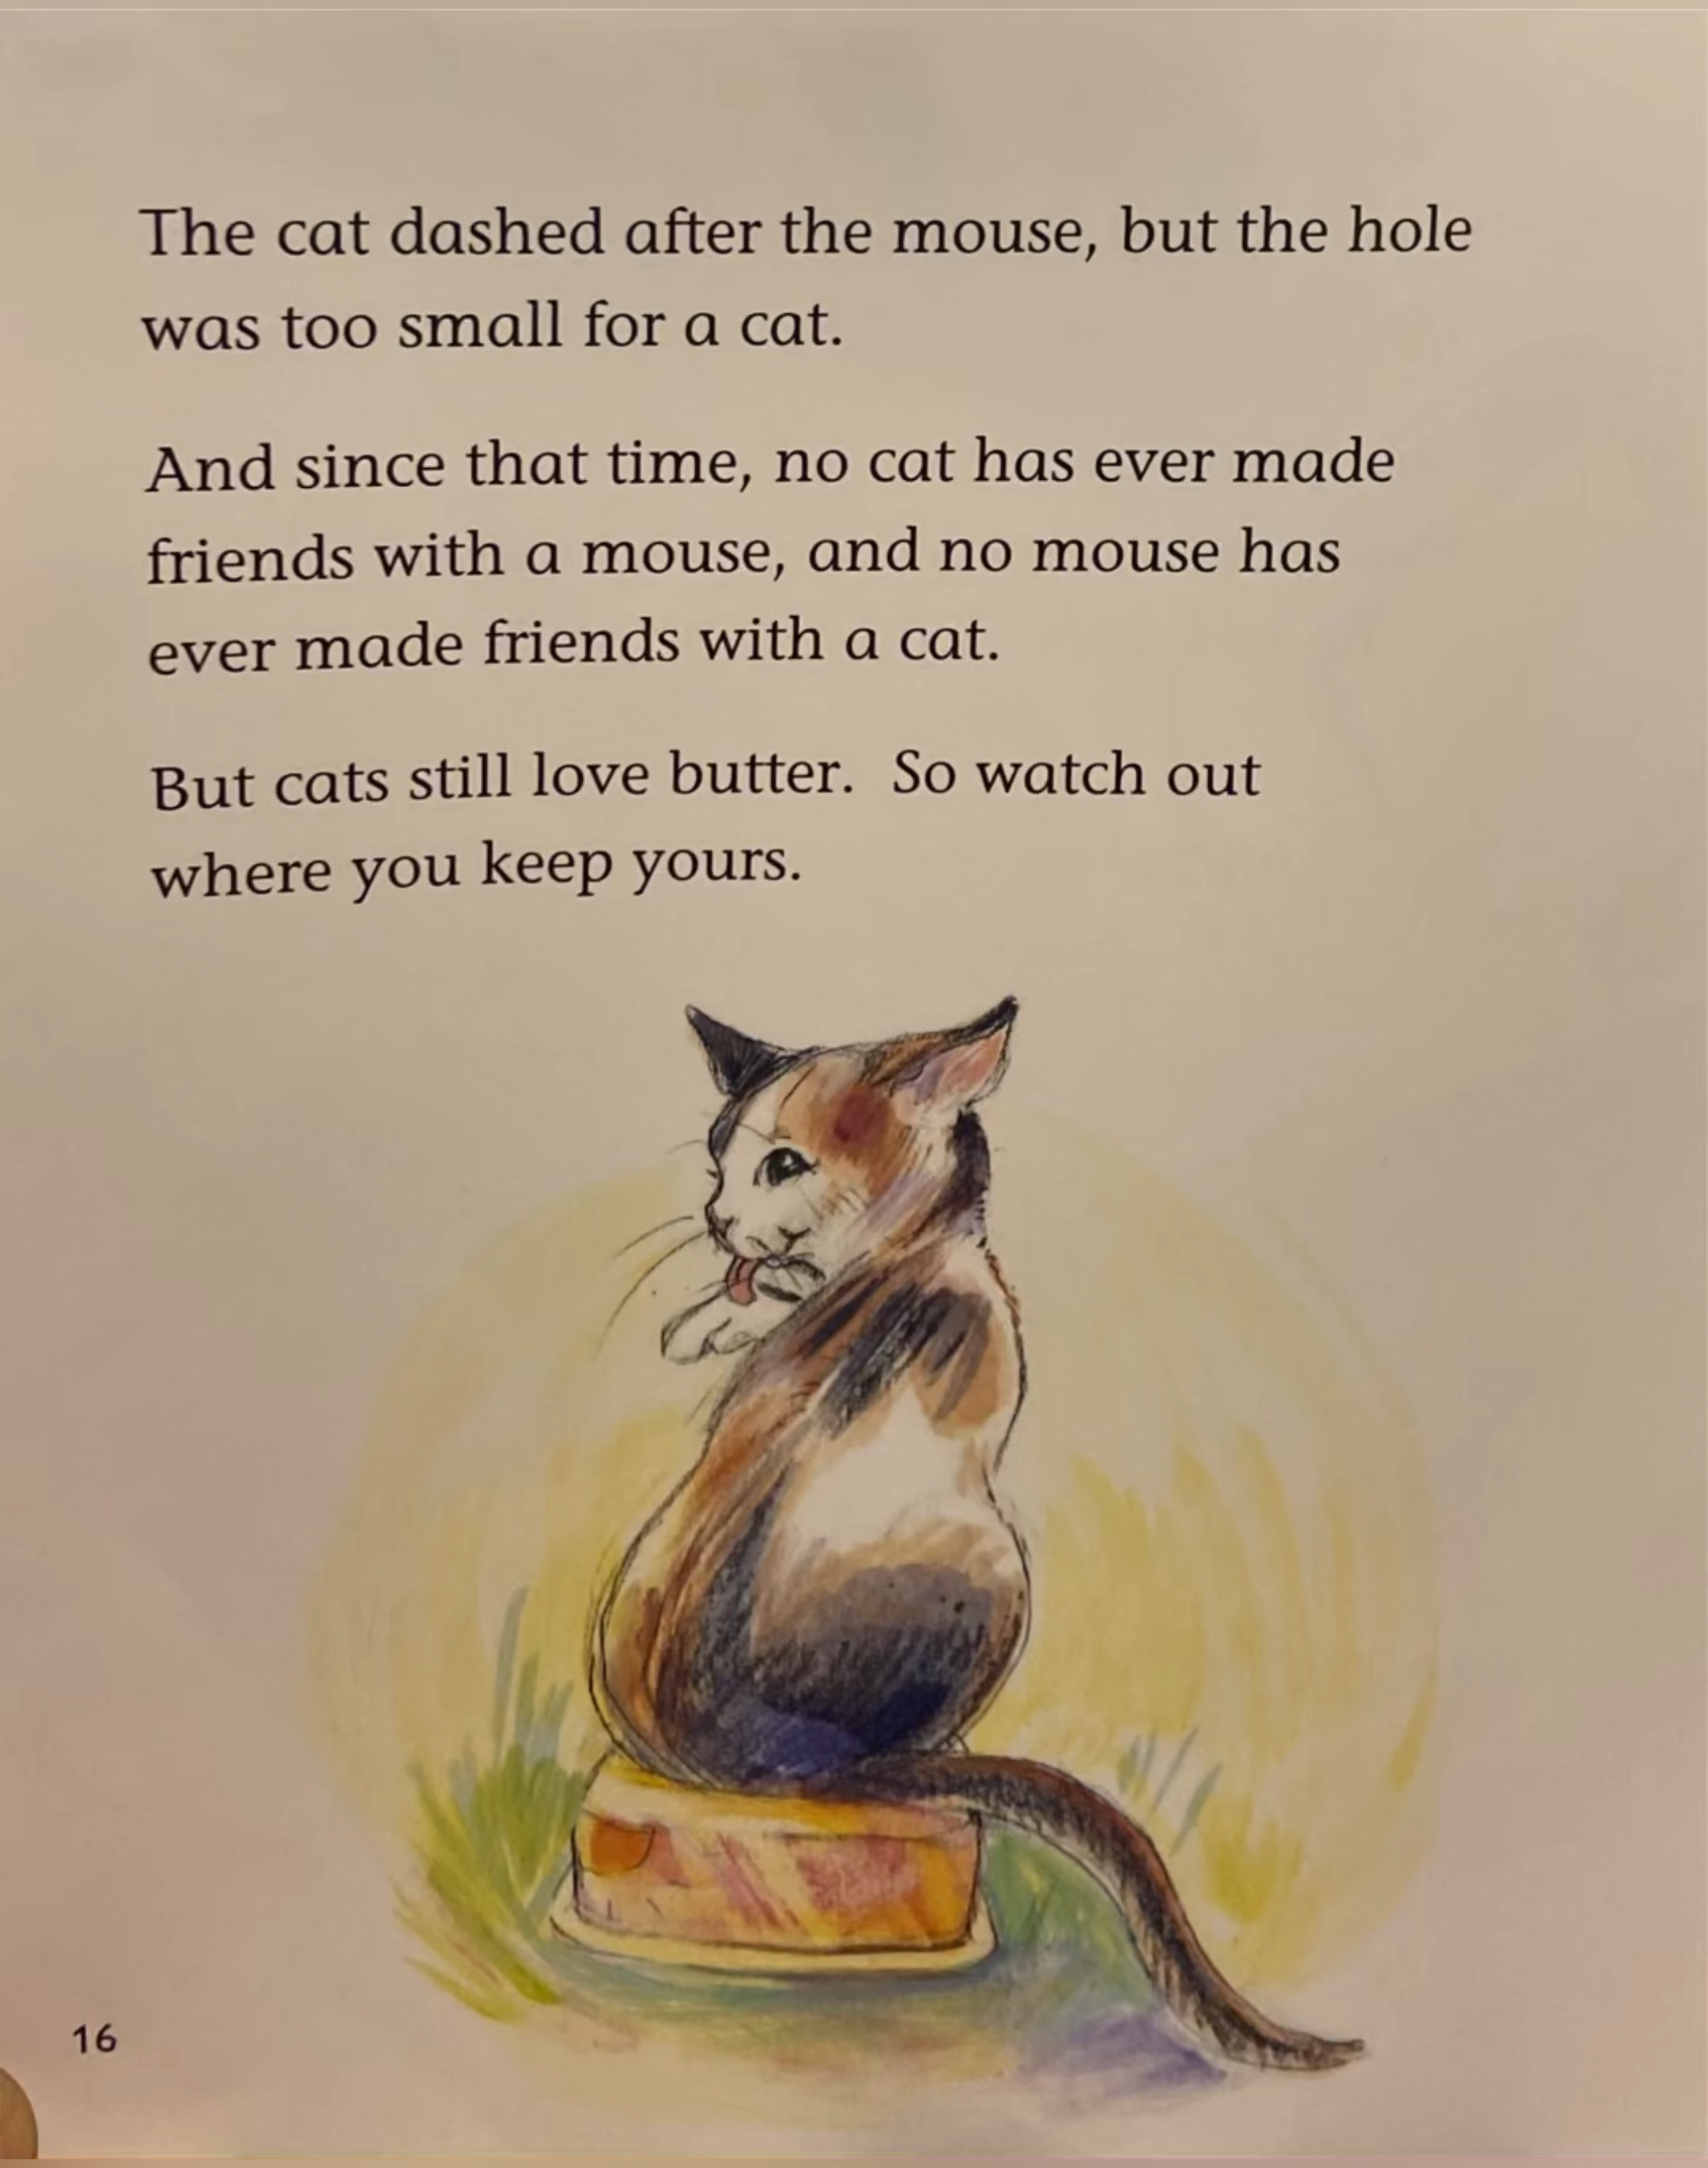 The cat dashed after the mouse, but the hole
was too small for a cat.
And since that time, no cat has ever made
friends with a mouse, and no mouse has
ever made friends with a cat.
But cats still love butter.  So watch out
where you keep yours.
16